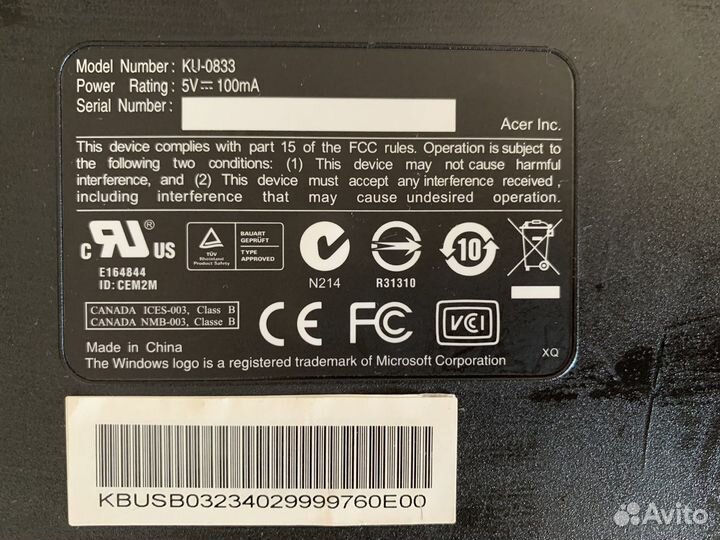 Model Number: KU-0833
Power Rating: 5V⎓100mA
Serial Number:
Acer Inc.
This device complies with part 15 of the FCC rules. Operation is subject to
the following two conditions: (1) This device may not cause harmful
interference, and (2) This device must accept any interference received ,
including interference that may cause undesired operation.
c RU ® US
E164844
ID: CEM2M
TÜV
Rheinland
Product Safety
BAUART
GEPRÜFT
TYPE
APPROVED
N214
R31310
10
CANADA ICES-003, Class B
CANADA NMB-003, Classe B
CE FC VCI
Made in China
XQ
The Windows logo is a registered trademark of Microsoft Corporation
KBUSB03234029999760E00
Avito